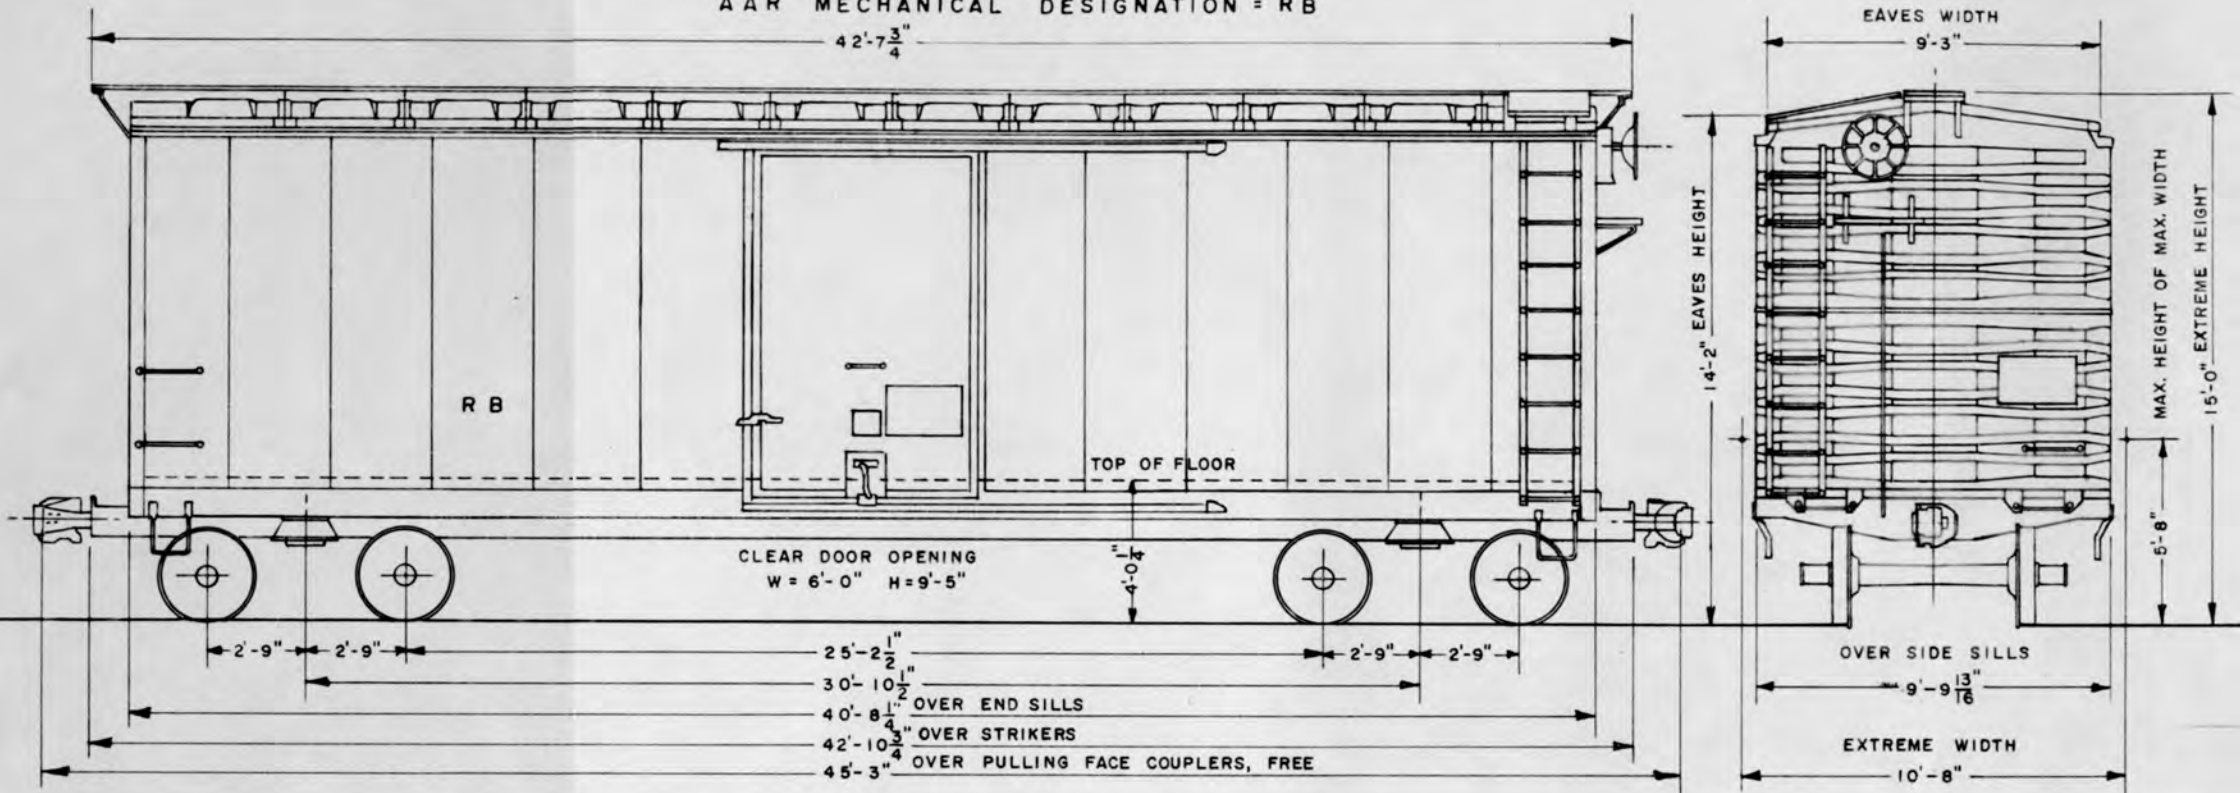 AAR MECHANICAL DESIGNATION = RB
42'-7 3/4"
EAVES WIDTH
9'-3"
14'-2" EAVES HEIGHT
MAX. HEIGHT OF MAX. WIDTH
5'-8"
15'-0" EXTREME HEIGHT
RB
TOP OF FLOOR
CLEAR DOOR OPENING
W = 6'-0" H = 9'-5"
4'-0 1/4"
2'-9" 2'-9" 25'-2 1/2" 2'-9" 2'-9"
30'-10 1/2"
40'-8 1/4" OVER END SILLS
42'-10 3/4" OVER STRIKERS
45'-3" OVER PULLING FACE COUPLERS, FREE
OVER SIDE SILLS
9'-9 13/16"
EXTREME WIDTH
10'-8"